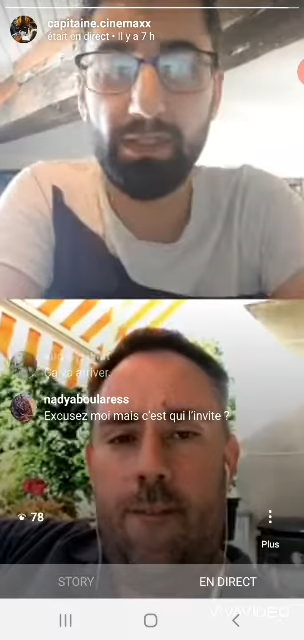 capitaine.cinemaxx
était en direct • Il y a 7 h
Ça va arriver.
nadyaboularess
Excusez moi mais c'est qui l'invite ?
78
Plus
STORY
EN DIRECT
VIVAVIDEO